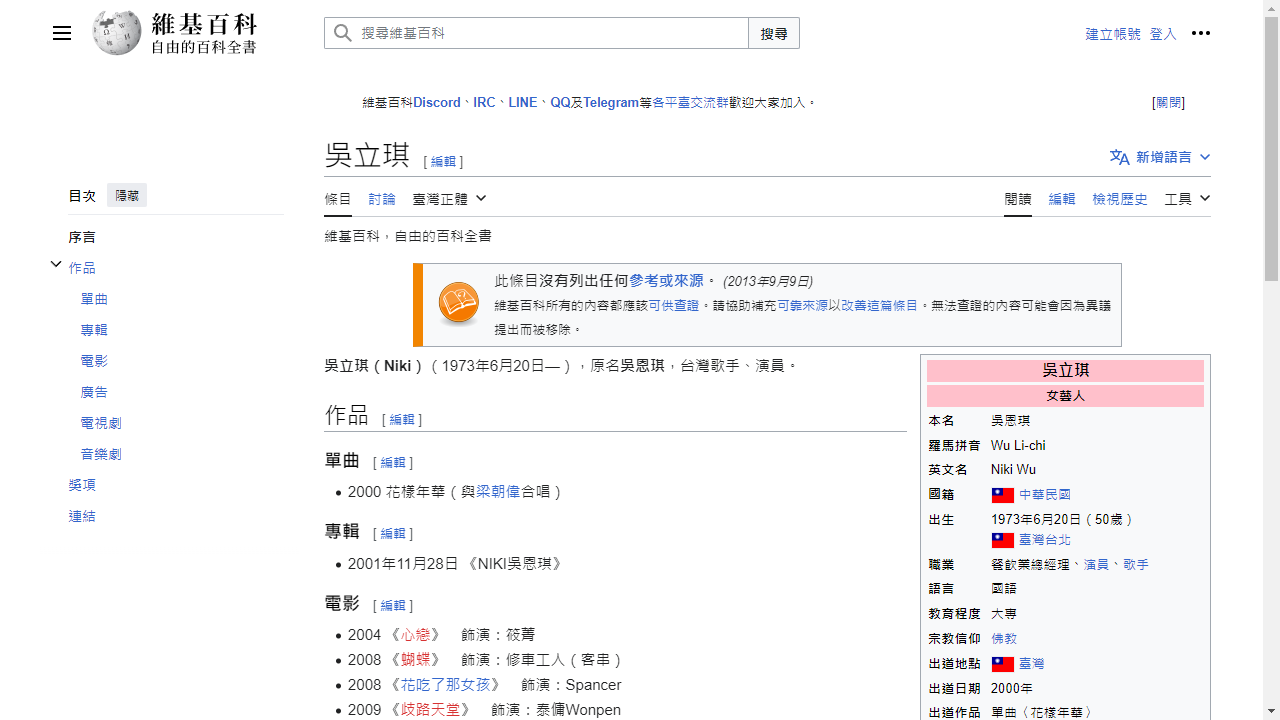 維基百科
自由的百科全書
搜尋維基百科
搜尋
建立帳號 登入
維基百科Discord、IRC、LINE、QQ及Telegram等各平臺交流群歡迎大家加入。
[關閉]
吳立琪 [編輯]
新增語言
目次 隱藏
條目 討論 臺灣正體
閱讀 編輯 檢視歷史 工具
序言
作品
單曲
專輯
電影
廣告
電視劇
音樂劇
獎項
連結
維基百科，自由的百科全書
此條目沒有列出任何參考或來源。 (2013年9月9日)
維基百科所有的內容都應該可供查證。請協助補充可靠來源以改善這篇條目。無法查證的內容可能會因為異議
提出而被移除。
吳立琪（Niki）（1973年6月20日—），原名吳恩琪，台灣歌手、演員。
作品 [編輯]
單曲 [編輯]
2000 花樣年華（與梁朝偉合唱）
專輯 [編輯]
2001年11月28日 《NIKI吳恩琪》
電影 [編輯]
2004 《心戀》 飾演：筱菁
2008 《蝴蝶》 飾演：修車工人（客串）
2008 《花吃了那女孩》 飾演：Spancer
2009 《歧路天堂》 飾演：泰傭Wonpen
吳立琪
女藝人
本名 吳恩琪
羅馬拼音 Wu Li-chi
英文名 Niki Wu
國籍 中華民國
出生 1973年6月20日（50歲）
臺灣台北
職業 餐飲業總經理、演員、歌手
語言 國語
教育程度 大専
宗教信仰 佛教
出道地點 臺灣
出道日期 2000年
出道作品 單曲〈花樣年華〉